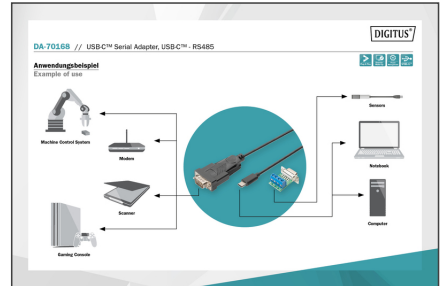 DIGITUS®
DA-70168 // USB-C™ Serial Adapter, USB-C™ - RS485
Anwendungsbeispiel
Example of use
Machine Control System
Modem
Scanner
Gaming Console
Sensors
Notebook
Computer